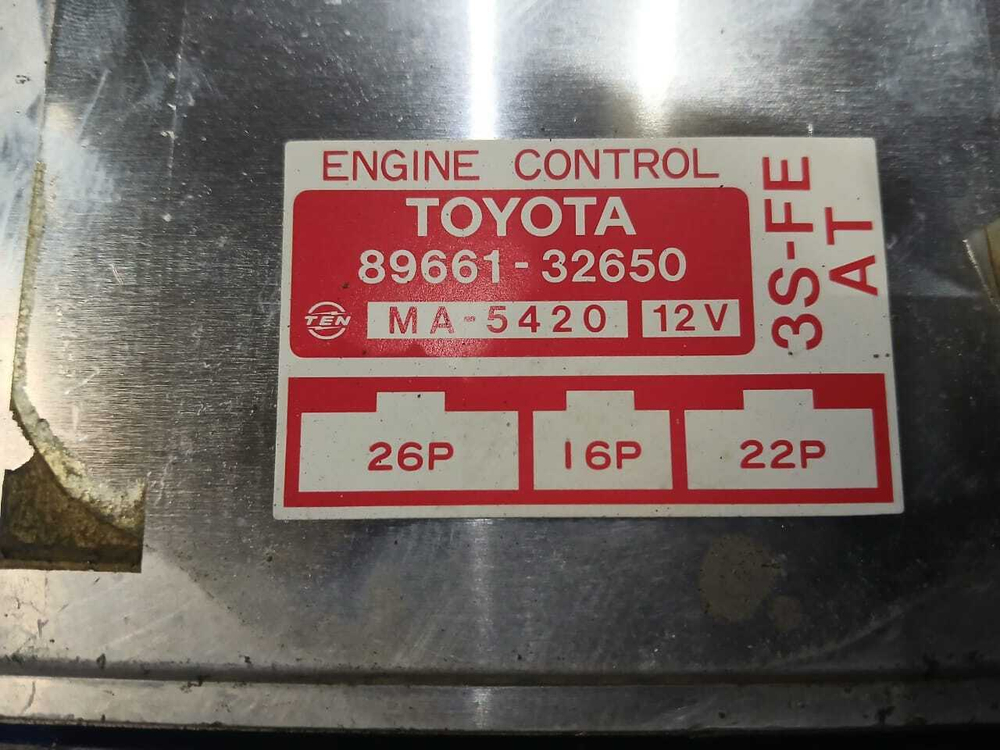 ENGINE CONTROL
TOYOTA
89661-32650
TEN MA-5420 12V
3S-FE
AT
26P 16P 22P